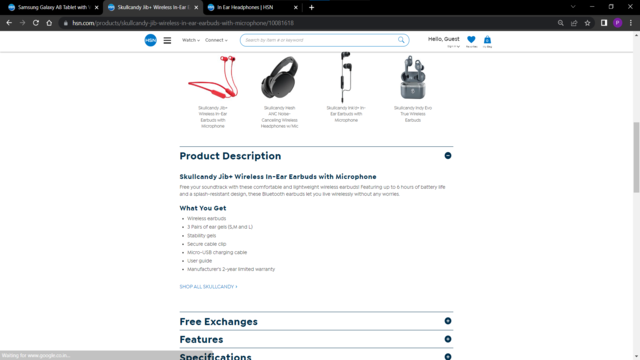 Samsung Galaxy A8 Tablet with V
Skullcandy Jib+ Wireless In-Ear E
In Ear Headphones | HSN
hsn.com/products/skullcandy-jib-wireless-in-ear-earbuds-with-microphone/10081618
P
HSN
Watch
Connect
Search by item # or keyword
Hello, Guest
Skullcandy Jib+
Wireless In-Ear
Earbuds with
Microphone
Skullcandy Hesh
ANC Noise-
Canceling Wireless
Headphones w/Mic
Skullcandy Ink'd+ In-
Ear Earbuds with
Microphone
Skullcandy Indy Evo
True Wireless
Earbuds
Product Description
Skullcandy Jib+ Wireless In-Ear Earbuds with Microphone
Free your soundtrack with these comfortable and lightweight wireless earbuds! Featuring up to 6 hours of battery life
and a splash-resistant design, these Bluetooth earbuds let you live wirelessly without any worries.
What You Get
• Wireless earbuds
• 3 Pairs of ear gels (S,M and L)
• Stability gels
• Secure cable clip
• Micro-USB charging cable
• User guide
• Manufacturer's 2-year limited warranty
SHOP ALL SKULLCANDY >
Free Exchanges
Features
Specifications
Waiting for www.google.co.in...